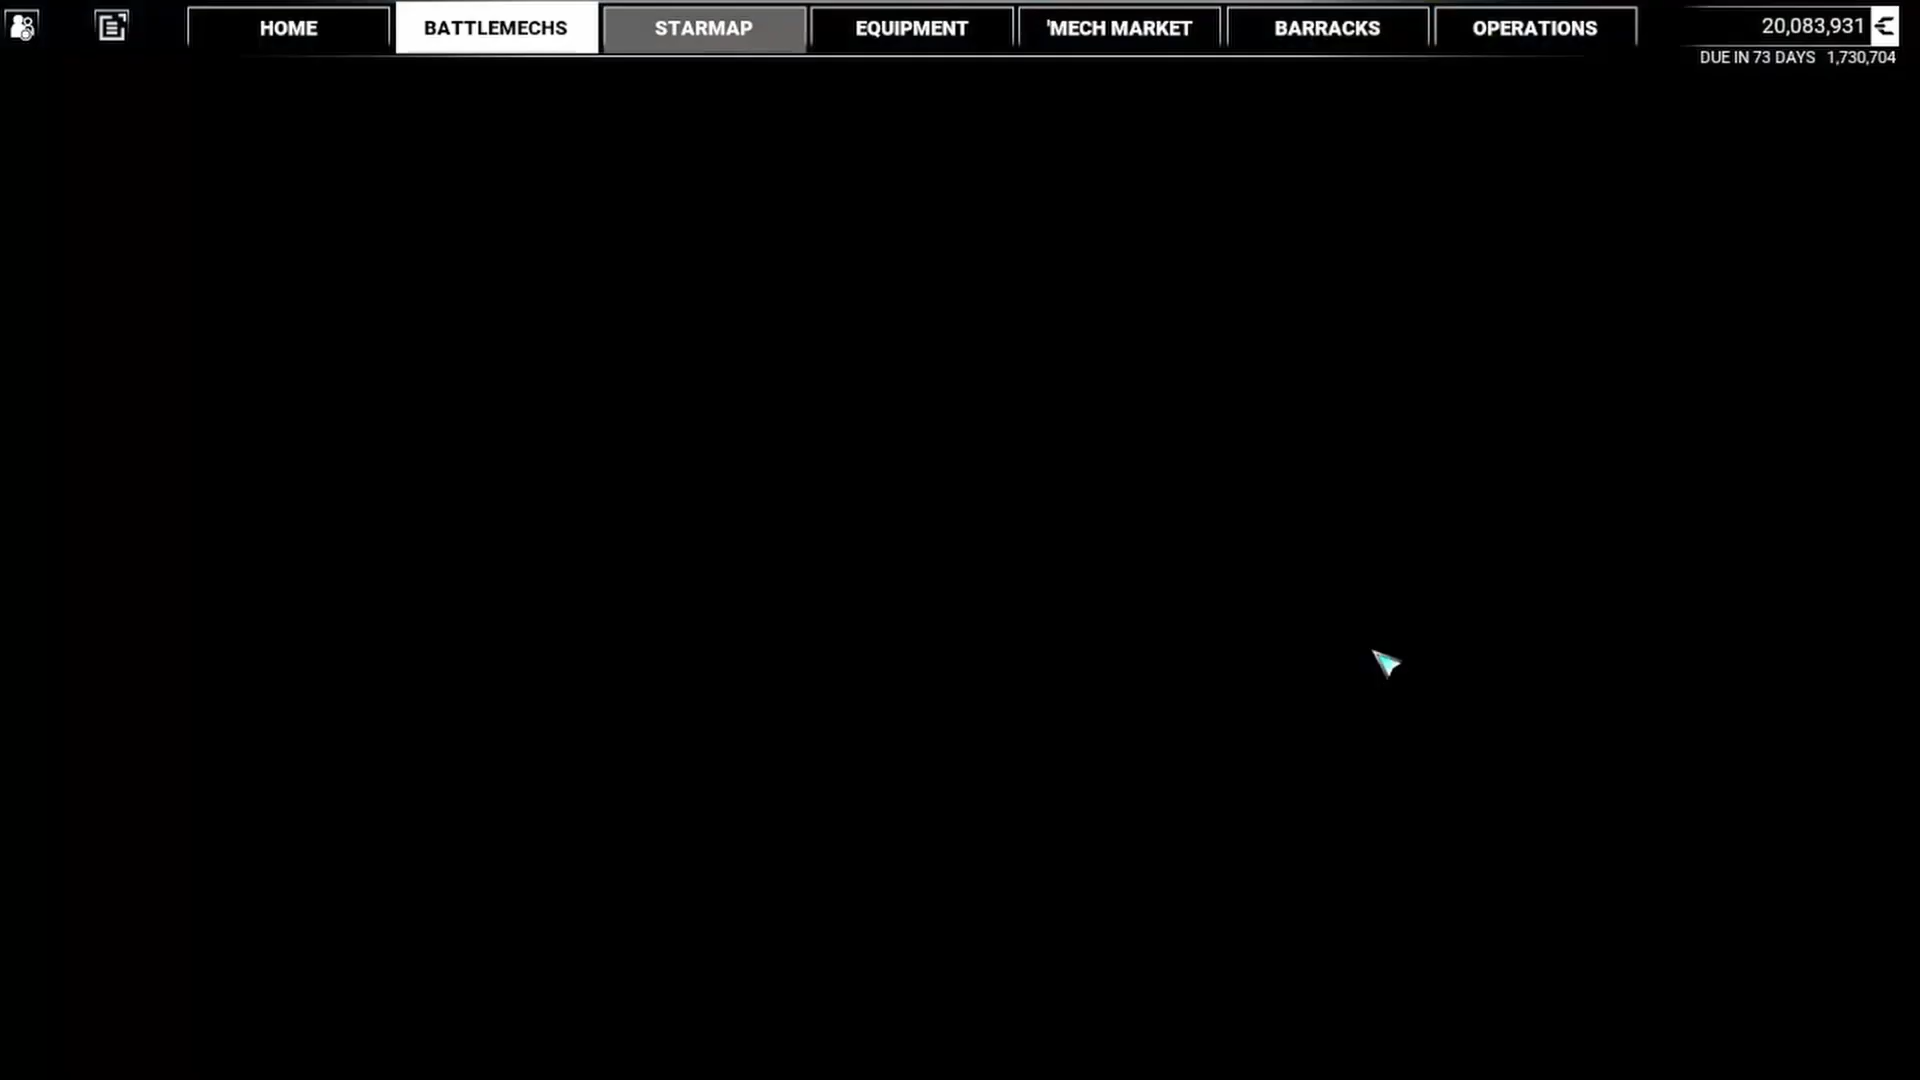 HOME
BATTLEMECHS
STARMAP
EQUIPMENT
'MECH MARKET
BARRACKS
OPERATIONS
20,083,931
DUE IN 73 DAYS 1,730,704